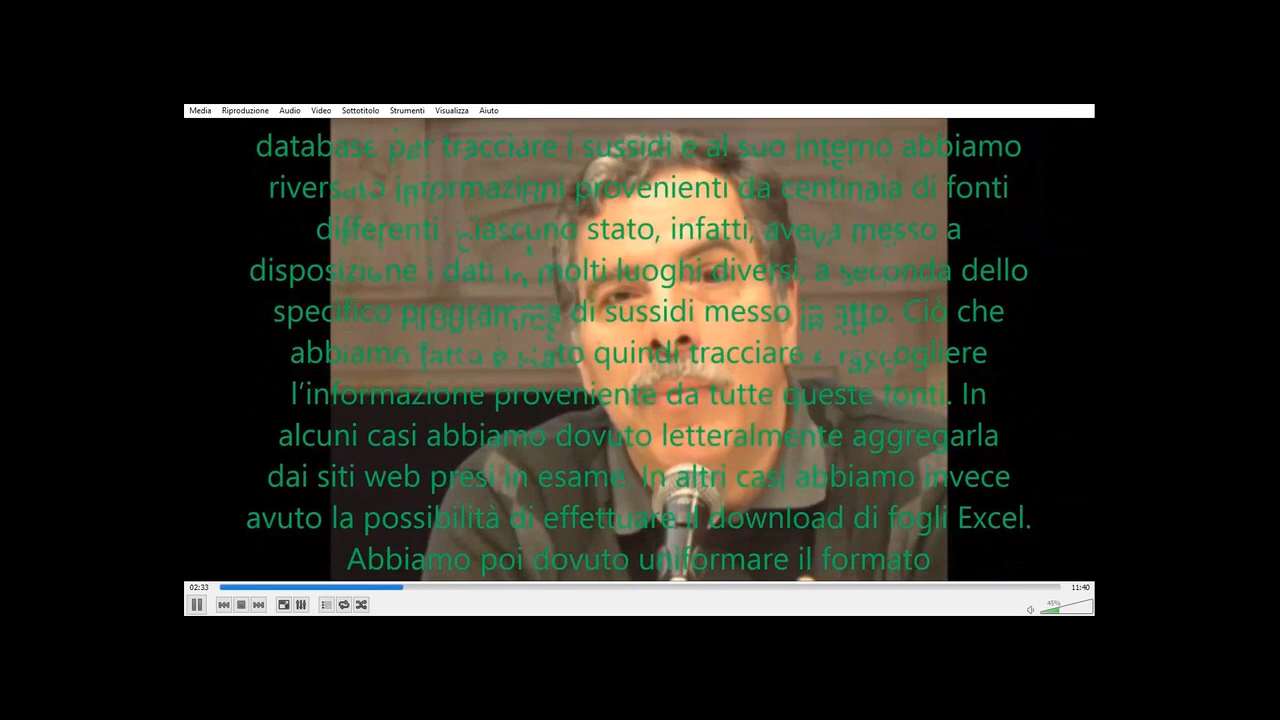 Media Riproduzione Audio Video Sottotitolo Strumenti Visualizza Aiuto
database per tracciare i sussidi e al suo interno abbiamo
riversato informazioni provenienti da centinaia di fonti
differenti ciascuno stato, infatti, aveva messo a
disposizione i dati in molti luoghi diversi, a seconda dello
specifico programma di sussidi messo in atto. Ciò che
abbiamo fatto è stato quindi tracciare e raccogliere
l’informazione proveniente da tutte queste fonti. In
alcuni casi abbiamo dovuto letteralmente aggregarla
dai siti web presi in esame. In altri casi abbiamo invece
avuto la possibilità di effettuare il download di fogli Excel.
Abbiamo poi dovuto uniformare il formato
02:33 11:40
45%